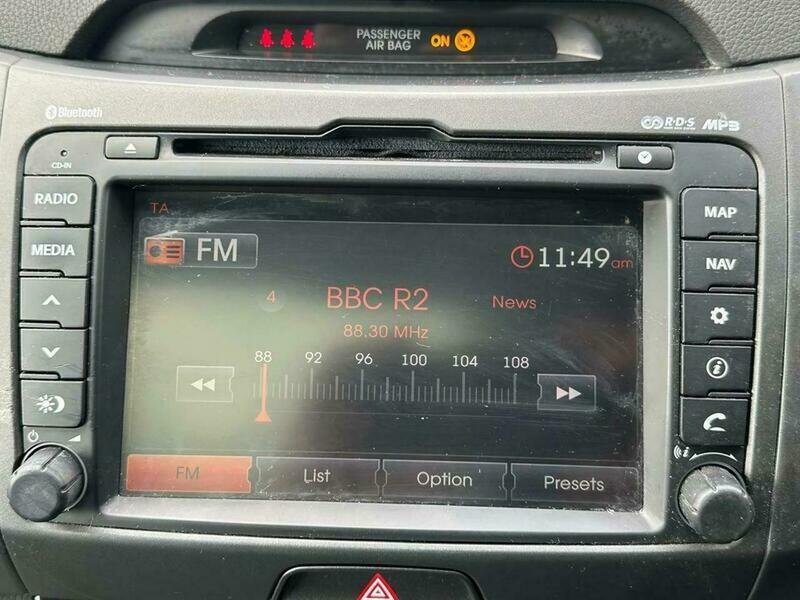 PASSENGER
AIR BAG ON
Bluetooth
R·D·S MP3
CD-IN
RADIO
MEDIA
TA
FM
11:49 am
4 BBC R2 News
88.30 MHz
88 92 96 100 104 108
FM List Option Presets
MAP
NAV